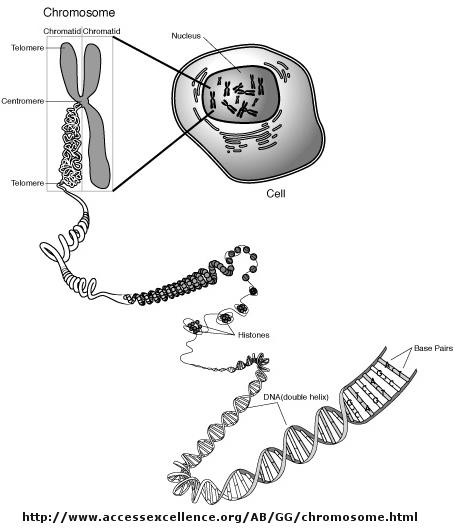 Chromosome
Chromatid Chromatid
Telomere
Nucleus
Centromere
Telomere
Cell
Histones
Base Pairs
DNA(double helix)
http://www.accessexcellence.org/AB/GG/chromosome.html